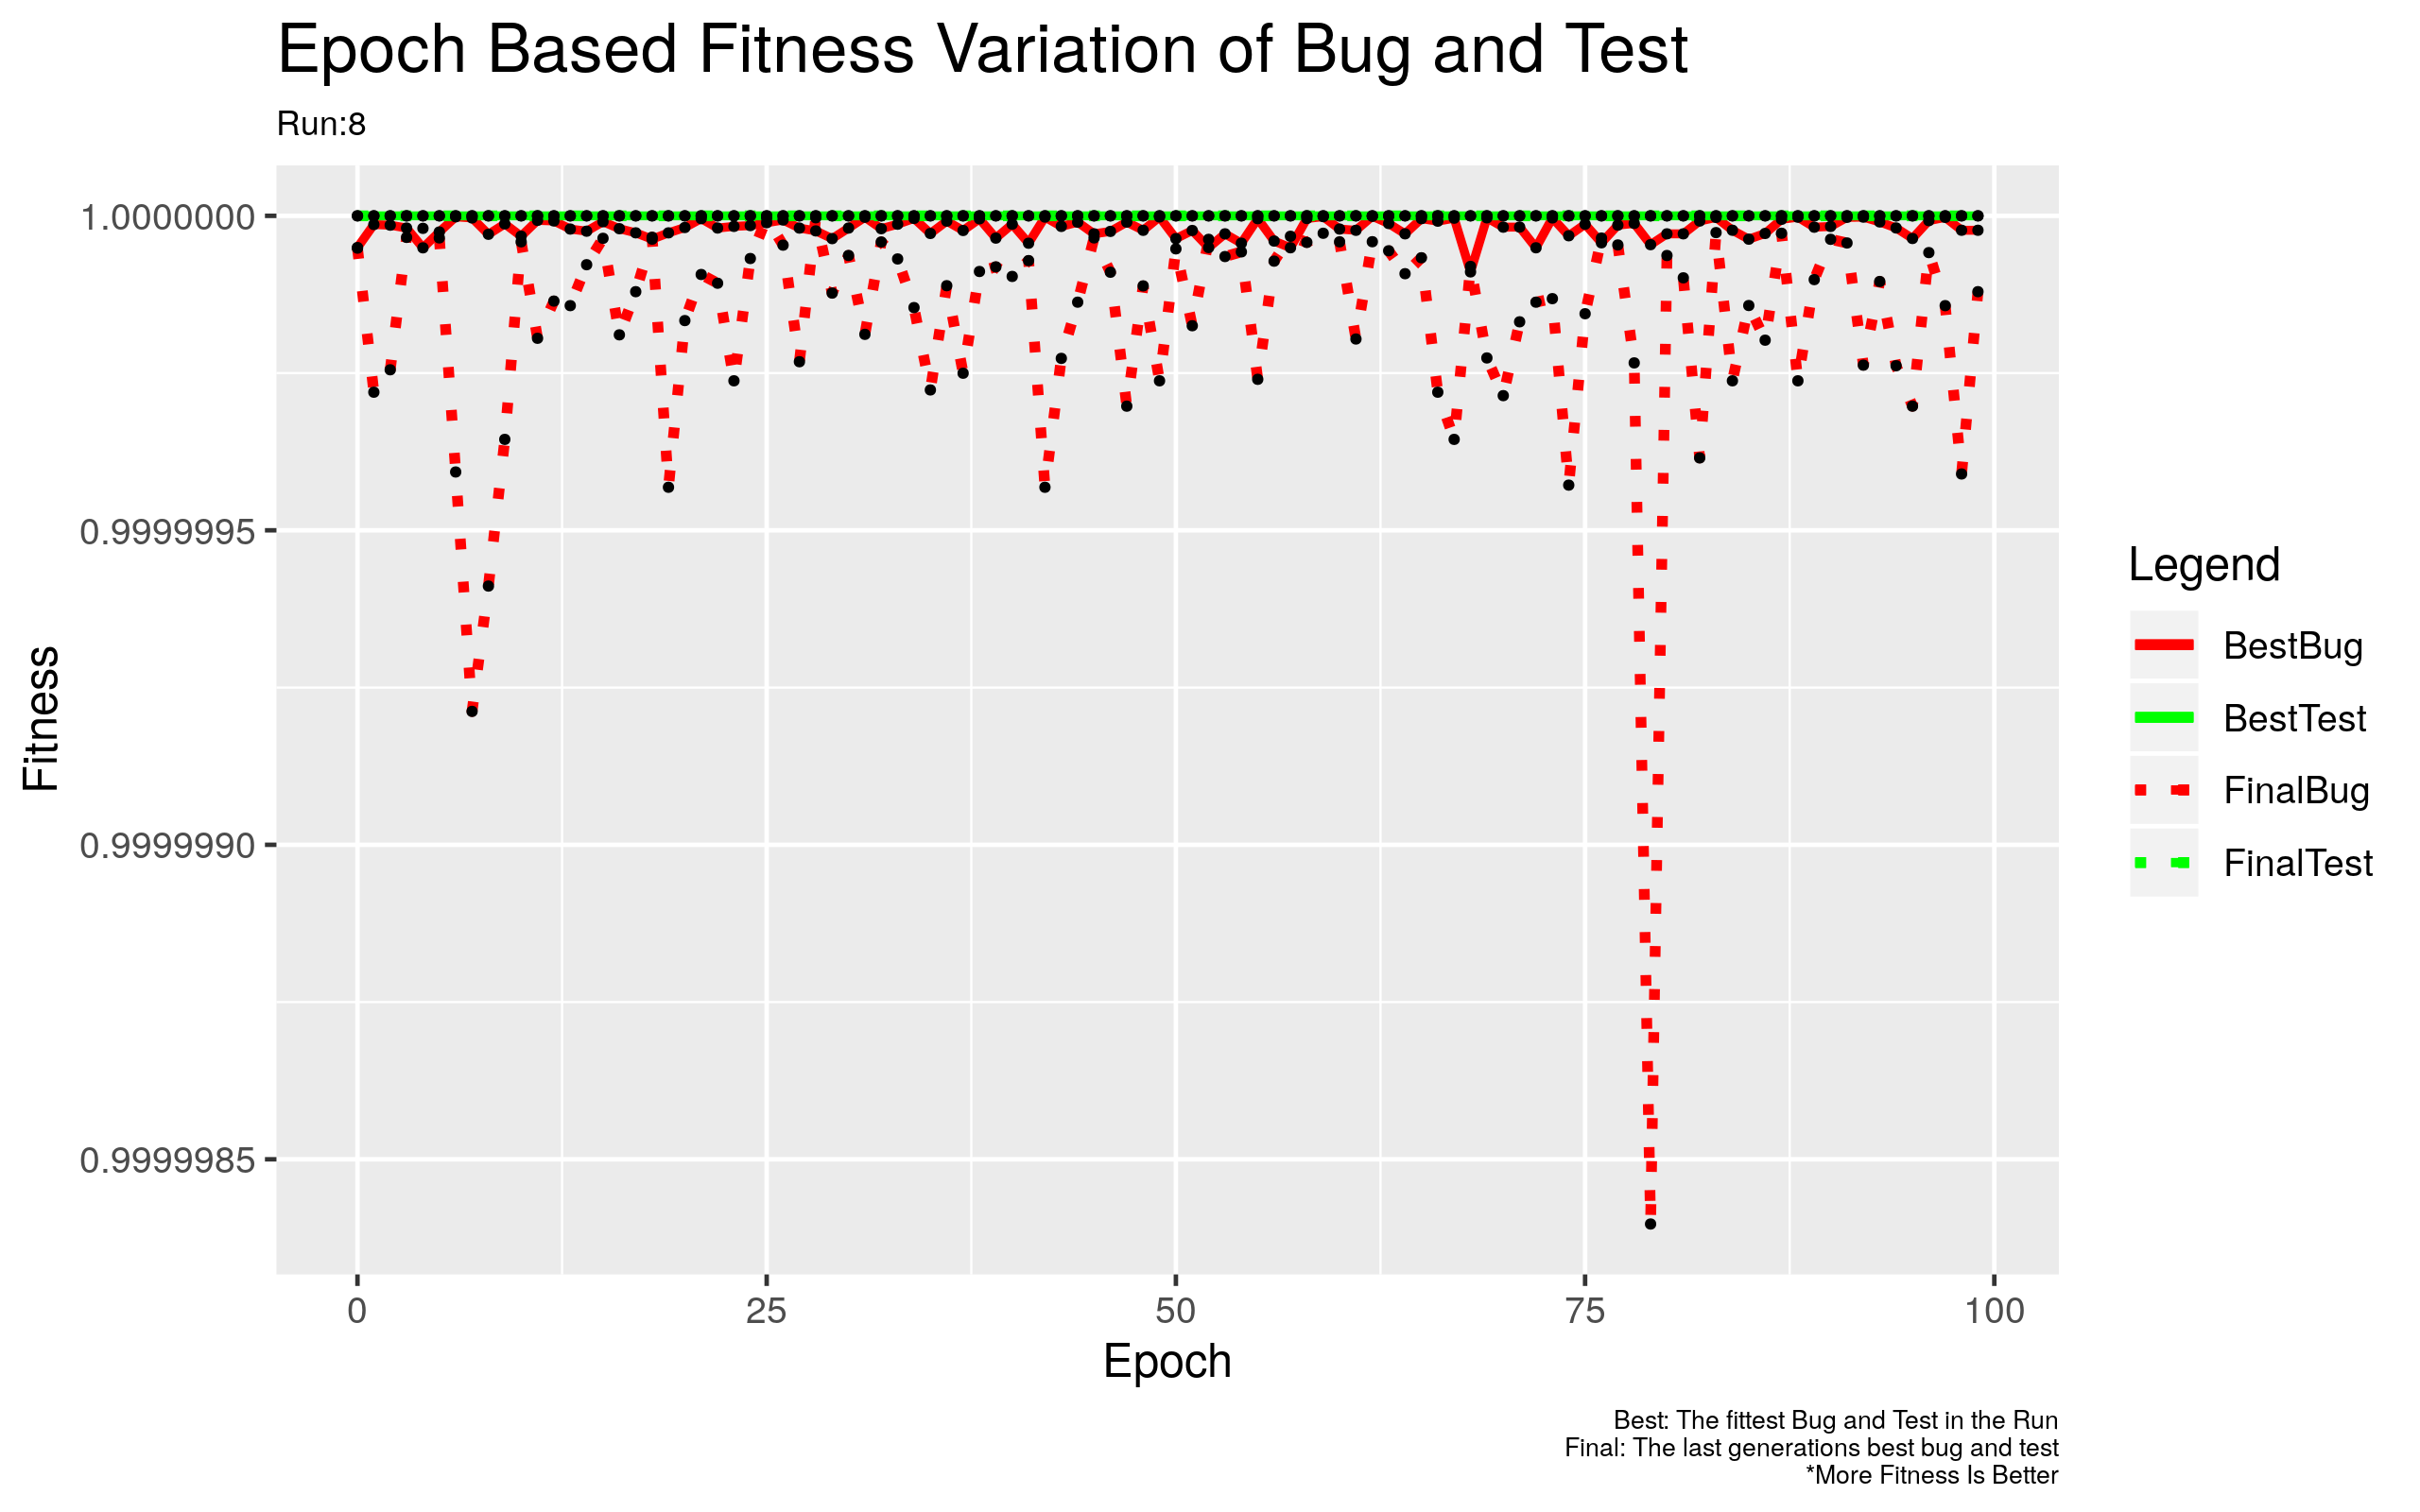 Epoch Based Fitness Variation of Bug and Test
Run:8
1.0000000
0.9999995
0.9999990
0.9999985
Fitness
0 25 50 75 100
Epoch
Legend
BestBug
BestTest
FinalBug
FinalTest
Best: The fittest Bug and Test in the Run
Final: The last generations best bug and test
*More Fitness Is Better